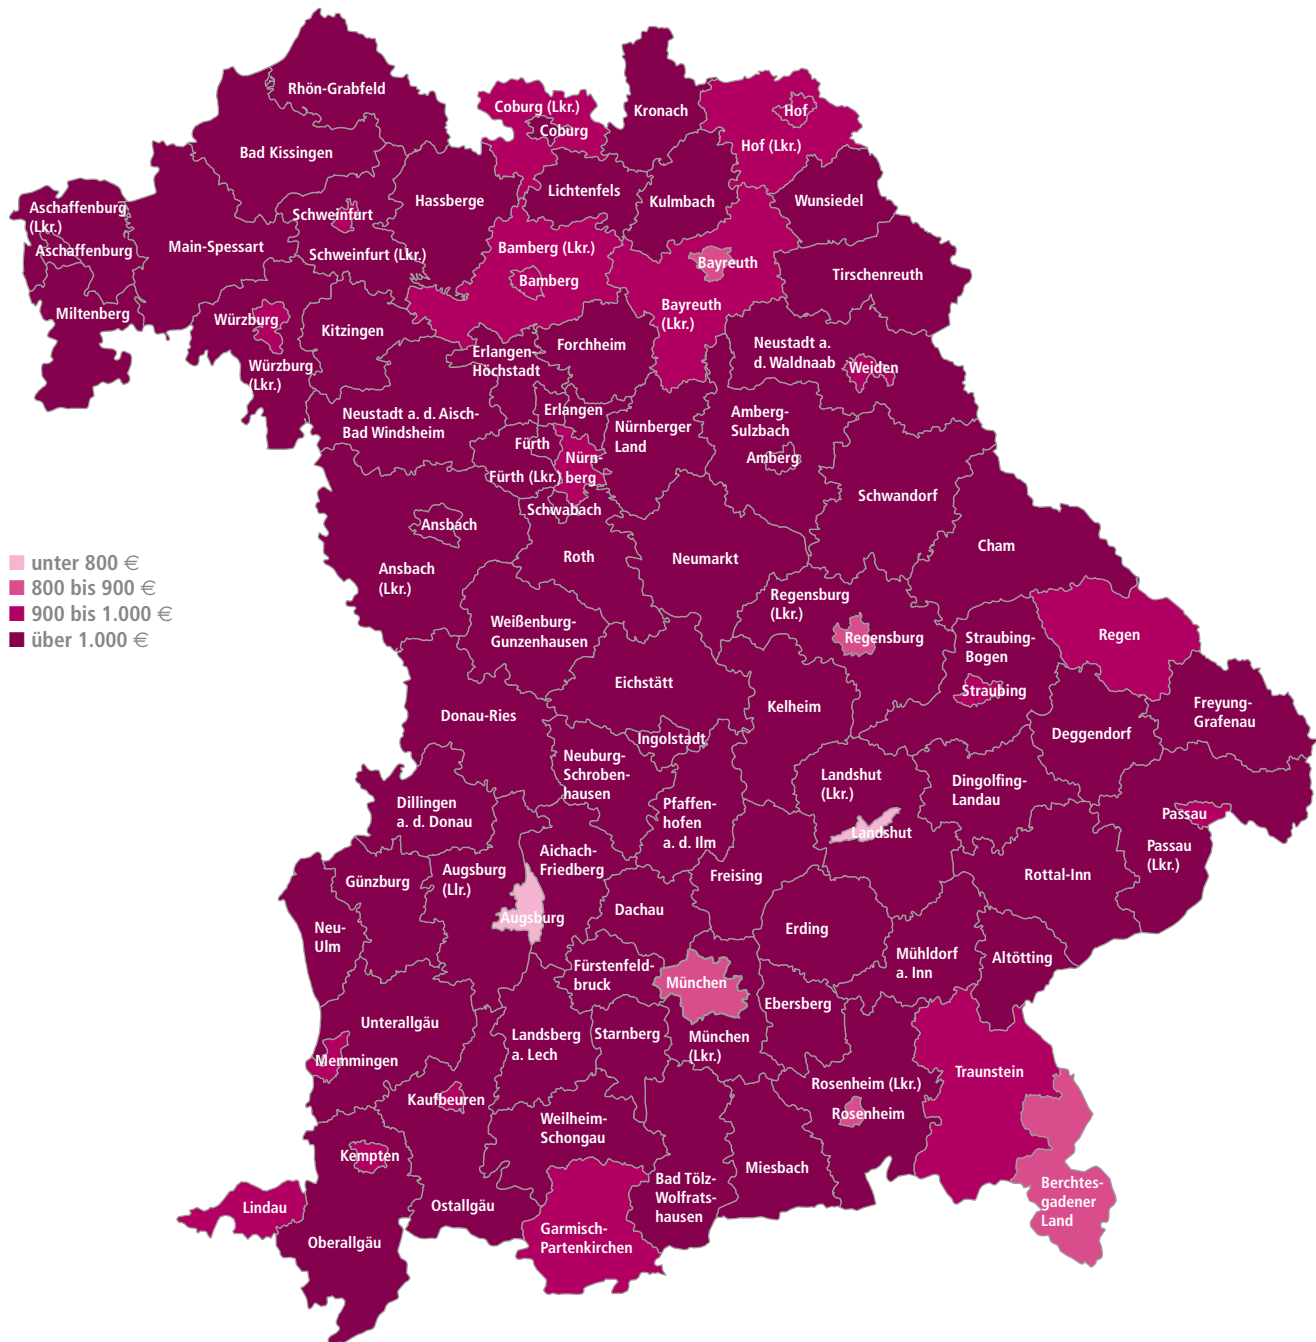 Rhön-Grabfeld
Coburg (Lkr.)
Coburg
Kronach
Hof
Hof (Lkr.)
Bad Kissingen
Lichtenfels
Hassberge
Kulmbach
Wunsiedel
Aschaffenburg
(Lkr.)
Schweinfurt
Aschaffenburg
Main-Spessart
Schweinfurt (Lkr.)
Bamberg (Lkr.)
Bamberg
Bayreuth
Tirschenreuth
Miltenberg
Würzburg
Kitzingen
Bayreuth
(Lkr.)
Würzburg
(Lkr.)
Erlangen-
Höchstadt
Forchheim
Neustadt a.
d. Waldnaab
Weiden
Neustadt a. d. Aisch-
Bad Windsheim
Erlangen
Nürnberger
Land
Amberg-
Sulzbach
Amberg
Fürth
Nürn-
berg
Fürth (Lkr.)
Schwabach
Schwandorf
Ansbach
Ansbach
(Lkr.)
Roth
Neumarkt
Cham
unter 800 €
800 bis 900 €
900 bis 1.000 €
über 1.000 €
Regensburg
(Lkr.)
Regensburg
Weißenburg-
Gunzenhausen
Straubing-
Bogen
Straubing
Regen
Eichstätt
Kelheim
Freyung-
Grafenau
Donau-Ries
Ingolstadt
Deggendorf
Neuburg-
Schroben-
hausen
Landshut
(Lkr.)
Landshut
Dingolfing-
Landau
Dillingen
a. d. Donau
Pfaffen-
hofen
a. d. Ilm
Passau
Passau
(Lkr.)
Aichach-
Friedberg
Günzburg
Augsburg
(Llr.)
Augsburg
Freising
Rottal-Inn
Neu-
Ulm
Dachau
Erding
Mühldorf
a. Inn
Altötting
Fürstenfeld-
bruck
München
Ebersberg
Unterallgäu
Landsberg
a. Lech
Starnberg
München
(Lkr.)
Memmingen
Traunstein
Kaufbeuren
Rosenheim (Lkr.)
Rosenheim
Weilheim-
Schongau
Kempten
Miesbach
Bad Tölz-
Wolfrats-
hausen
Berchtes-
gadener
Land
Lindau
Ostallgäu
Oberallgäu
Garmisch-
Partenkirchen